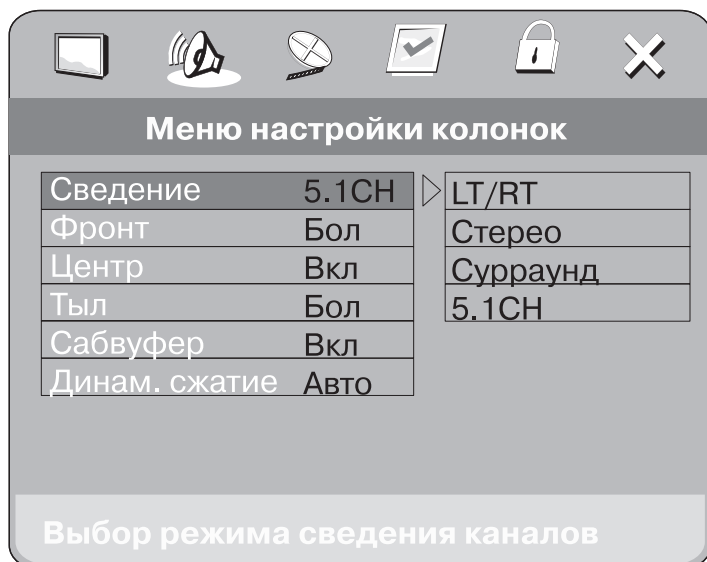 Меню настройки колонок
Сведение 5.1CH LT/RT
Фронт Бол Стерео
Центр Вкл Сурраунд
Тыл Бол 5.1CH
Сабвуфер Вкл
Динам. сжатие Авто
Выбор режима сведения каналов